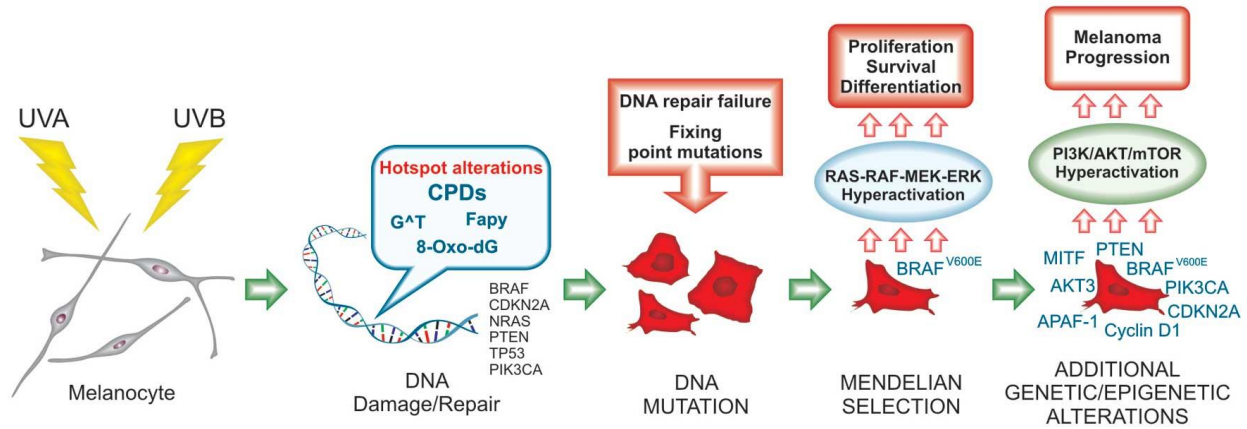 UVA
UVB
Melanocyte
Hotspot alterations
CPDs
G^T
Fapy
8-Oxo-dG
BRAF
CDKN2A
NRAS
PTEN
TP53
PIK3CA
DNA
Damage/Repair
DNA repair failure
Fixing
point mutations
DNA
MUTATION
Proliferation
Survival
Differentiation
RAS-RAF-MEK-ERK
Hyperactivation
BRAF V600E
MENDELIAN
SELECTION
Melanoma
Progression
PI3K/AKT/mTOR
Hyperactivation
MITF
PTEN
BRAF V600E
AKT3
PIK3CA
CDKN2A
APAF-1
Cyclin D1
ADDITIONAL
GENETIC/EPIGENETIC
ALTERATIONS